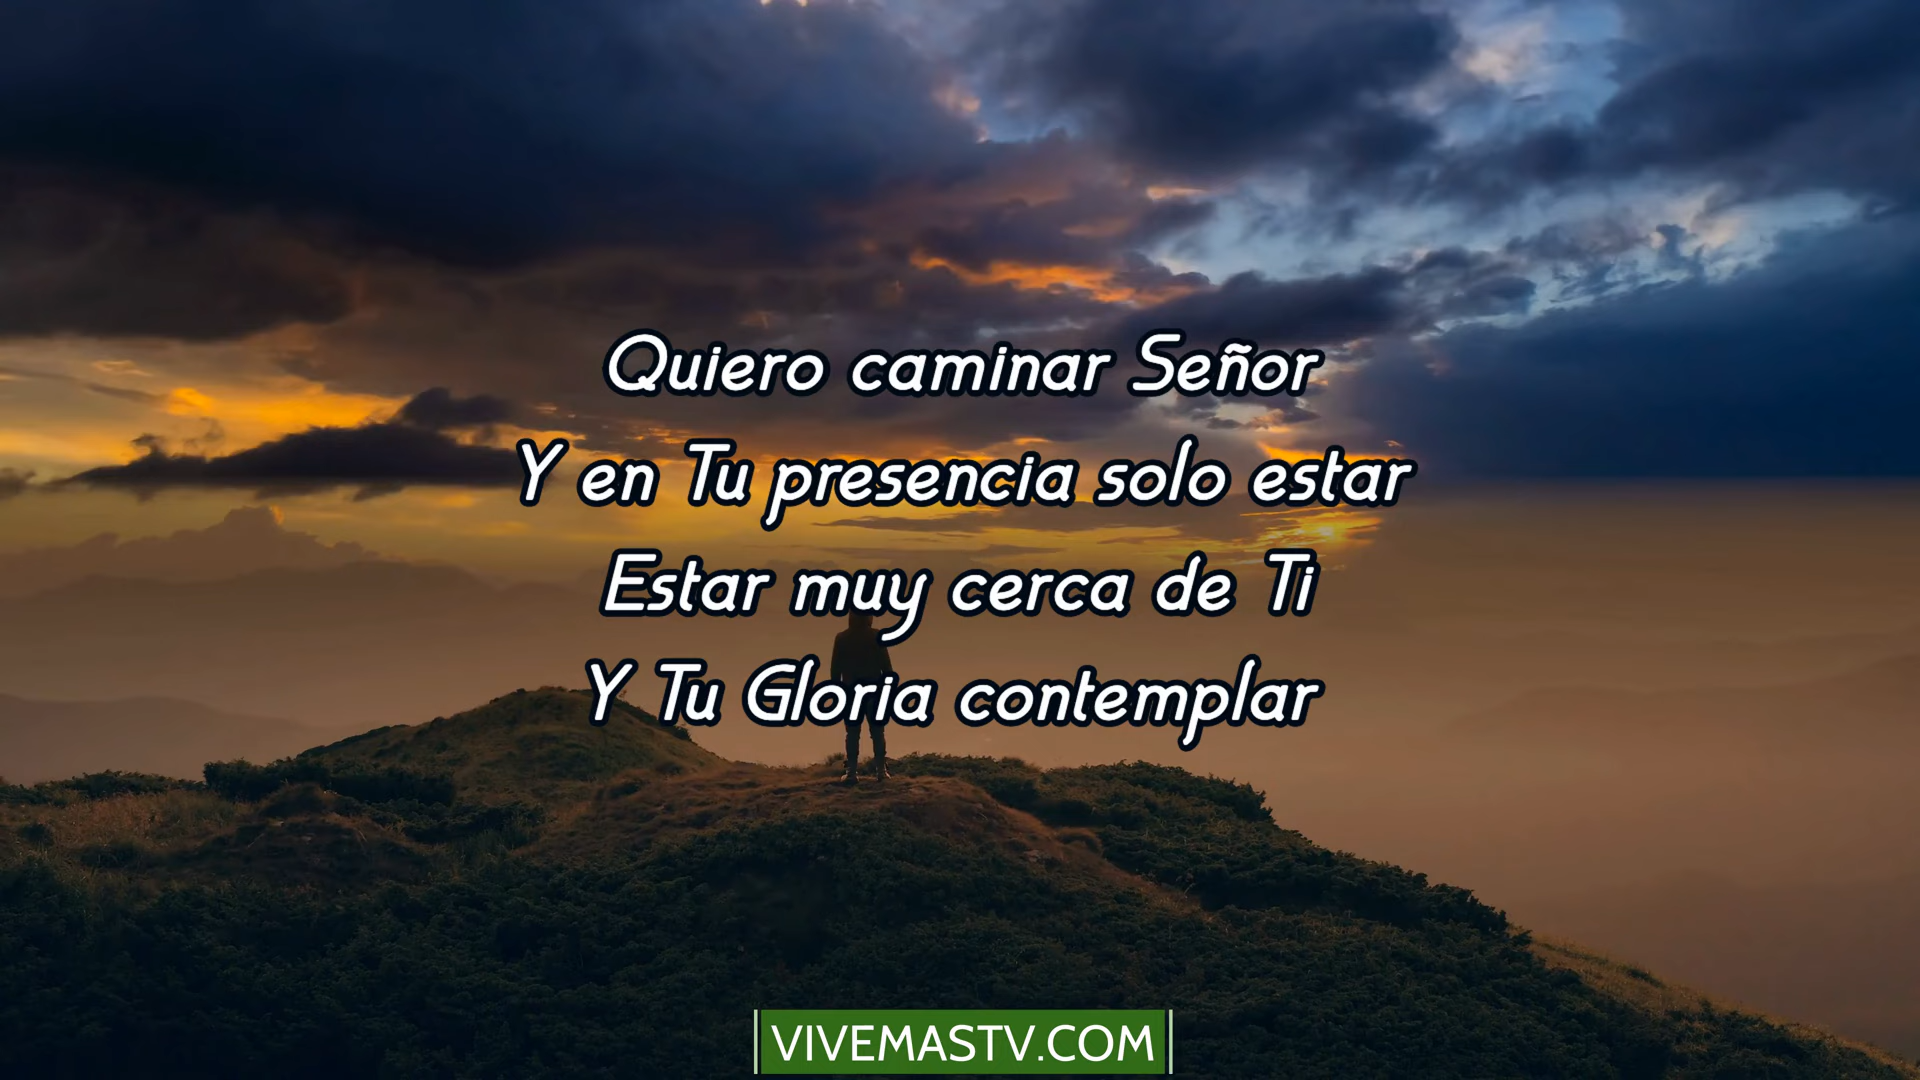 Quiero caminar Señor
Y en Tu presencia solo estar
Estar muy cerca de Ti
Y Tu Gloria contemplar
VIVEMASTV.COM